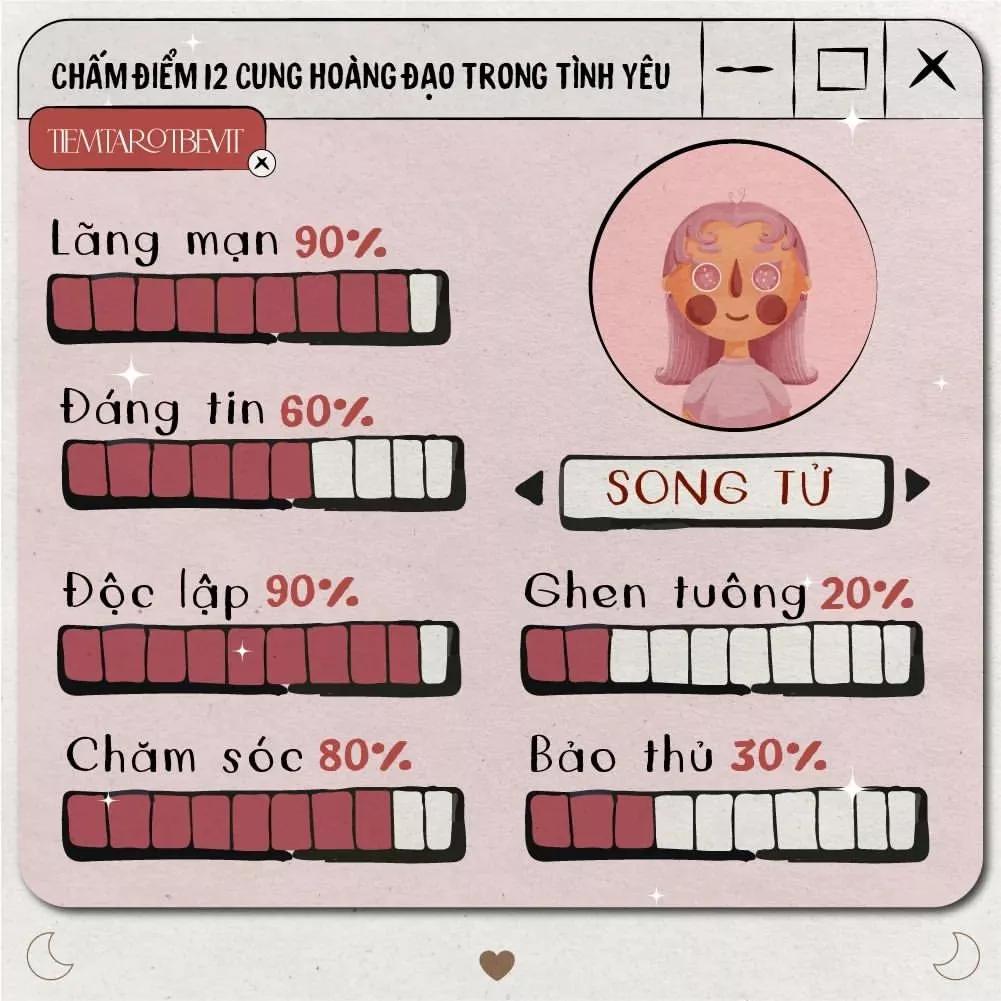 CHẤM ĐIỂM 12 CUNG HOÀNG ĐẠO TRONG TÌNH YÊU
TIEMTAROTBEVIT
Lãng mạn 90%
Đáng tin 60%
SONG TỬ
Độc lập 90%
Ghen tuông 20%
Chăm sóc 80%
Bảo thủ 30%